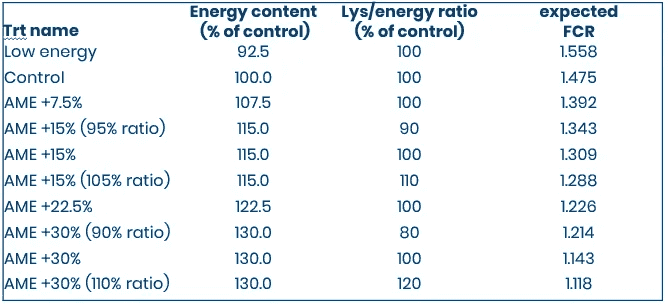 Trt name Energy content (% of control) Lys/energy ratio (% of control) expected FCR
Low energy 92.5 100 1.558
Control 100.0 100 1.475
AME +7.5% 107.5 100 1.392
AME +15% (95% ratio) 115.0 90 1.343
AME +15% 115.0 100 1.309
AME +15% (105% ratio) 115.0 110 1.288
AME +22.5% 122.5 100 1.226
AME +30% (90% ratio) 130.0 80 1.214
AME +30% 130.0 100 1.143
AME +30% (110% ratio) 130.0 120 1.118